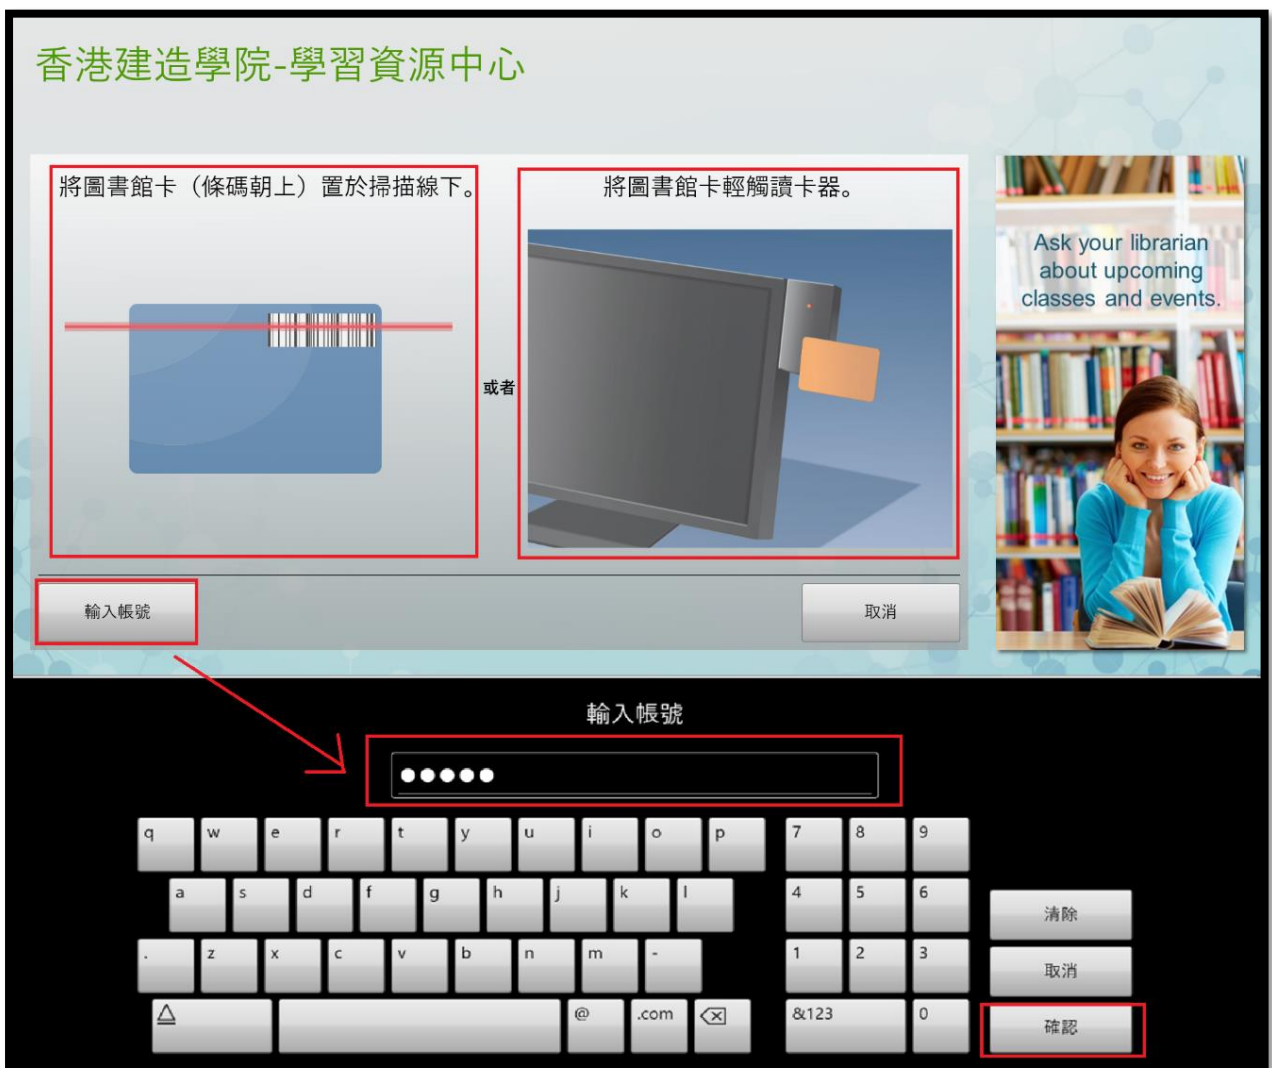 香港建造學院-學習資源中心
將圖書館卡（條碼朝上）置於掃描線下。
或者
將圖書館卡輕觸讀卡器。
Ask your librarian
about upcoming
classes and events.
輸入帳號
取消
輸入帳號
q w e r t y u i o p 7 8 9
a s d f g h j k l 4 5 6
清除
. z x c v b n m - 1 2 3
取消
@ .com &123 0
確認